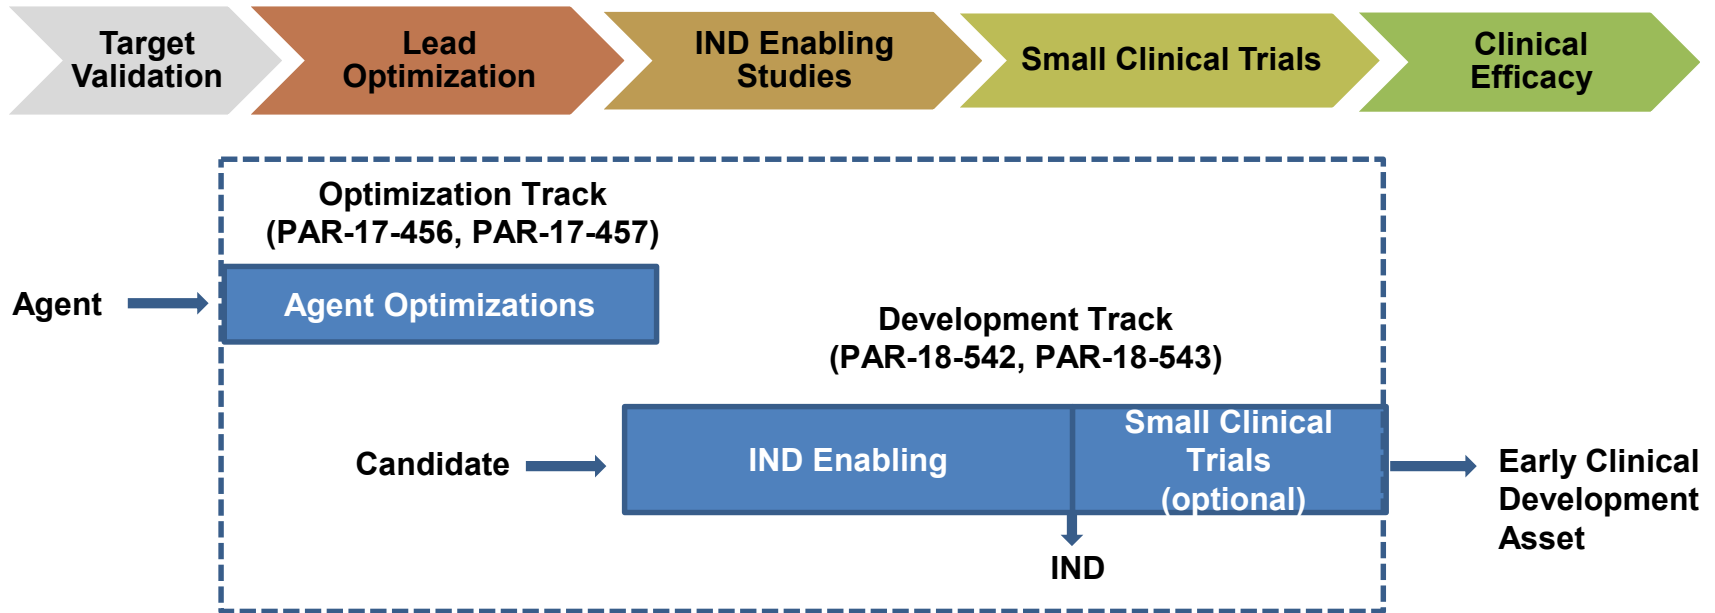 Target
Validation
Lead
Optimization
IND Enabling
Studies
Small Clinical Trials
Clinical
Efficacy
Optimization Track
(PAR-17-456, PAR-17-457)
Agent
Agent Optimizations
Development Track
(PAR-18-542, PAR-18-543)
Candidate
IND Enabling
Small Clinical
Trials
(optional)
Early Clinical
Development
Asset
IND